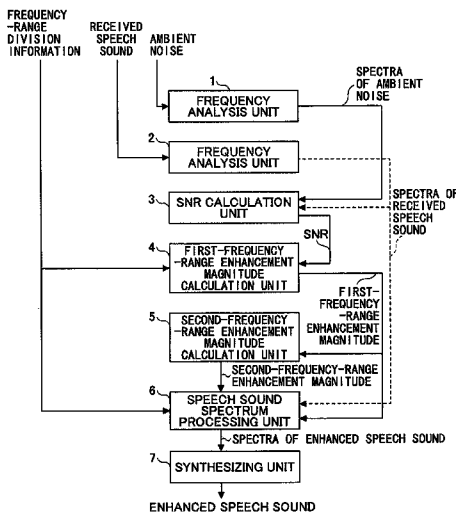 FREQUENCY
-RANGE
DIVISION
INFORMATION
RECEIVED
SPEECH
SOUND
AMBIENT
NOISE
1
FREQUENCY
ANALYSIS UNIT
SPECTRA
OF AMBIENT
NOISE
2
FREQUENCY
ANALYSIS UNIT
3
SNR CALCULATION
UNIT
SPECTRA OF
RECEIVED
SPEECH
SOUND
SNR
4
FIRST-FREQUENCY
-RANGE ENHANCEMENT
MAGNITUDE
CALCULATION UNIT
FIRST-
FREQUENCY
-RANGE
ENHANCEMENT
MAGNITUDE
5
SECOND-FREQUENCY
-RANGE ENHANCEMENT
MAGNITUDE
CALCULATION UNIT
SECOND-FREQUENCY-RANGE
ENHANCEMENT MAGNITUDE
6
SPEECH SOUND
SPECTRUM
PROCESSING UNIT
SPECTRA OF ENHANCED SPEECH SOUND
7
SYNTHESIZING UNIT
ENHANCED SPEECH SOUND